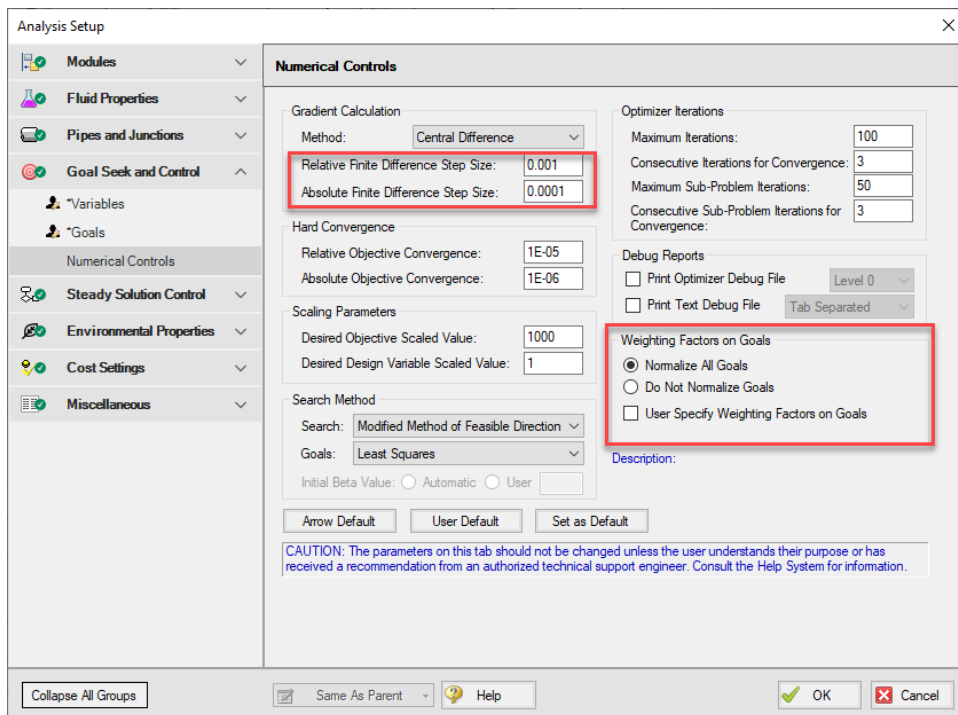 Analysis Setup
Modules
Fluid Properties
Pipes and Junctions
Goal Seek and Control
*Variables
*Goals
Numerical Controls
Steady Solution Control
Environmental Properties
Cost Settings
Miscellaneous
Numerical Controls
Gradient Calculation
Method: Central Difference
Relative Finite Difference Step Size: 0.001
Absolute Finite Difference Step Size: 0.0001
Hard Convergence
Relative Objective Convergence: 1E-05
Absolute Objective Convergence: 1E-06
Scaling Parameters
Desired Objective Scaled Value: 1000
Desired Design Variable Scaled Value: 1
Search Method
Search: Modified Method of Feasible Direction
Goals: Least Squares
Initial Beta Value: Automatic User
Optimizer Iterations
Maximum Iterations: 100
Consecutive Iterations for Convergence: 3
Maximum Sub-Problem Iterations: 50
Consecutive Sub-Problem Iterations for 3
Convergence:
Debug Reports
Print Optimizer Debug File Level 0
Print Text Debug File Tab Separated
Weighting Factors on Goals
Normalize All Goals
Do Not Normalize Goals
User Specify Weighting Factors on Goals
Description:
Arrow Default User Default Set as Default
CAUTION: The parameters on this tab should not be changed unless the user understands their purpose or has
received a recommendation from an authorized technical support engineer. Consult the Help System for information.
Collapse All Groups Same As Parent Help OK Cancel